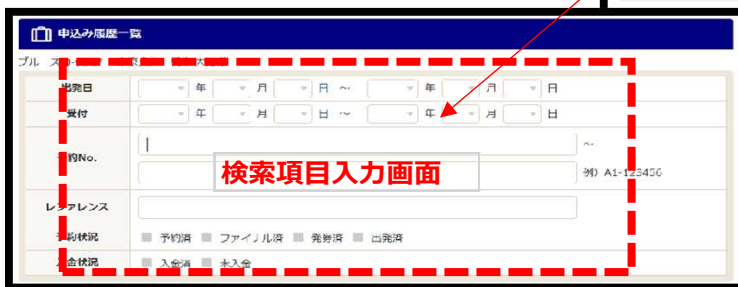 申込み履歴一覧
出発日 年 月 日 ～ 年 月 日
受付 年 月 日 ～ 年 月 日
予約No. ～
検索項目入力画面
例) A1-123456
レファレンス
予約状況 予約済 ファイナル済 発券済 出発済
入金状況 入金済 未入金